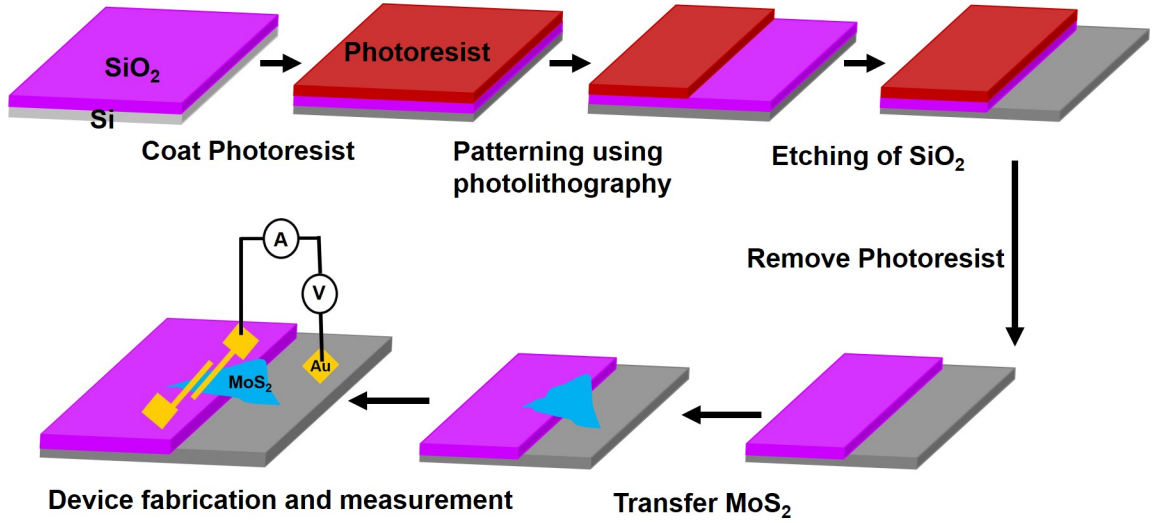 SiO₂
Si
Photoresist
Coat Photoresist
Patterning using
photolithography
Etching of SiO₂
Remove Photoresist
A
V
Au
MoS₂
Device fabrication and measurement
Transfer MoS₂